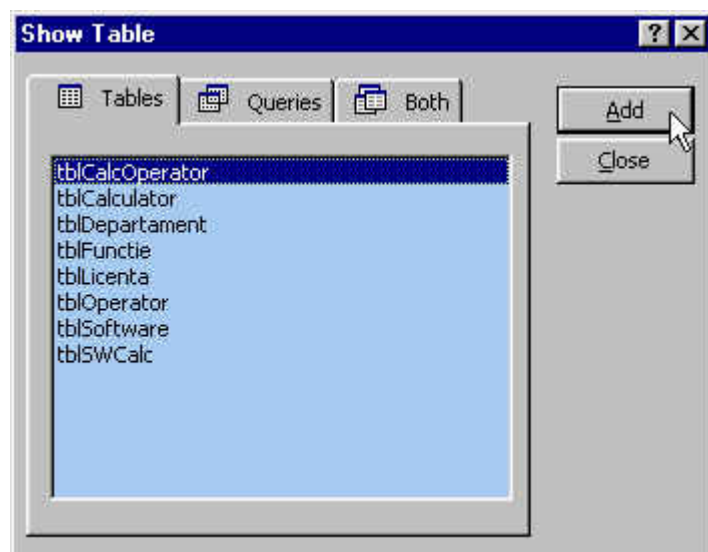 Show Table
Tables Queries Both
Add
Close
tblCalcOperator
tblCalculator
tblDepartament
tblFunctie
tblLicenta
tblOperator
tblSoftware
tblSWCalc